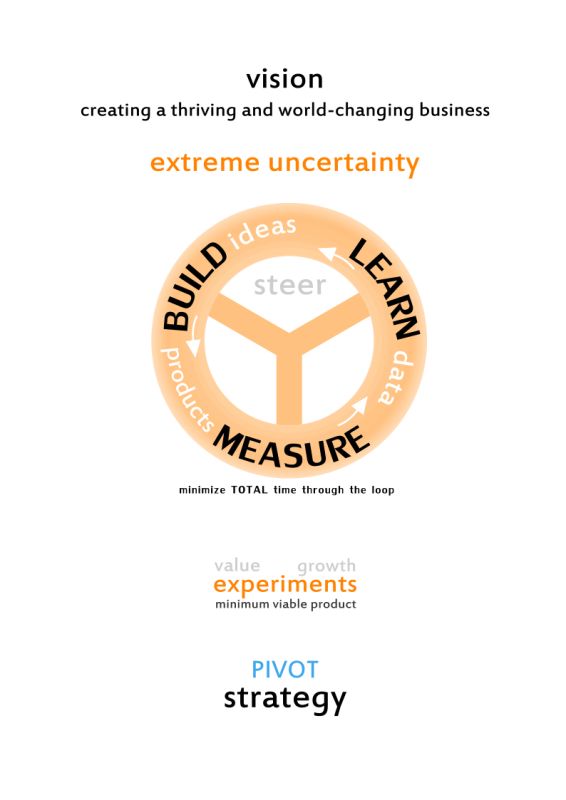 vision
creating a thriving and world-changing business
extreme uncertainty
ideas
BUILD
LEARN
steer
products
data
MEASURE
minimize TOTAL time through the loop
value growth
experiments
minimum viable product
PIVOT
strategy